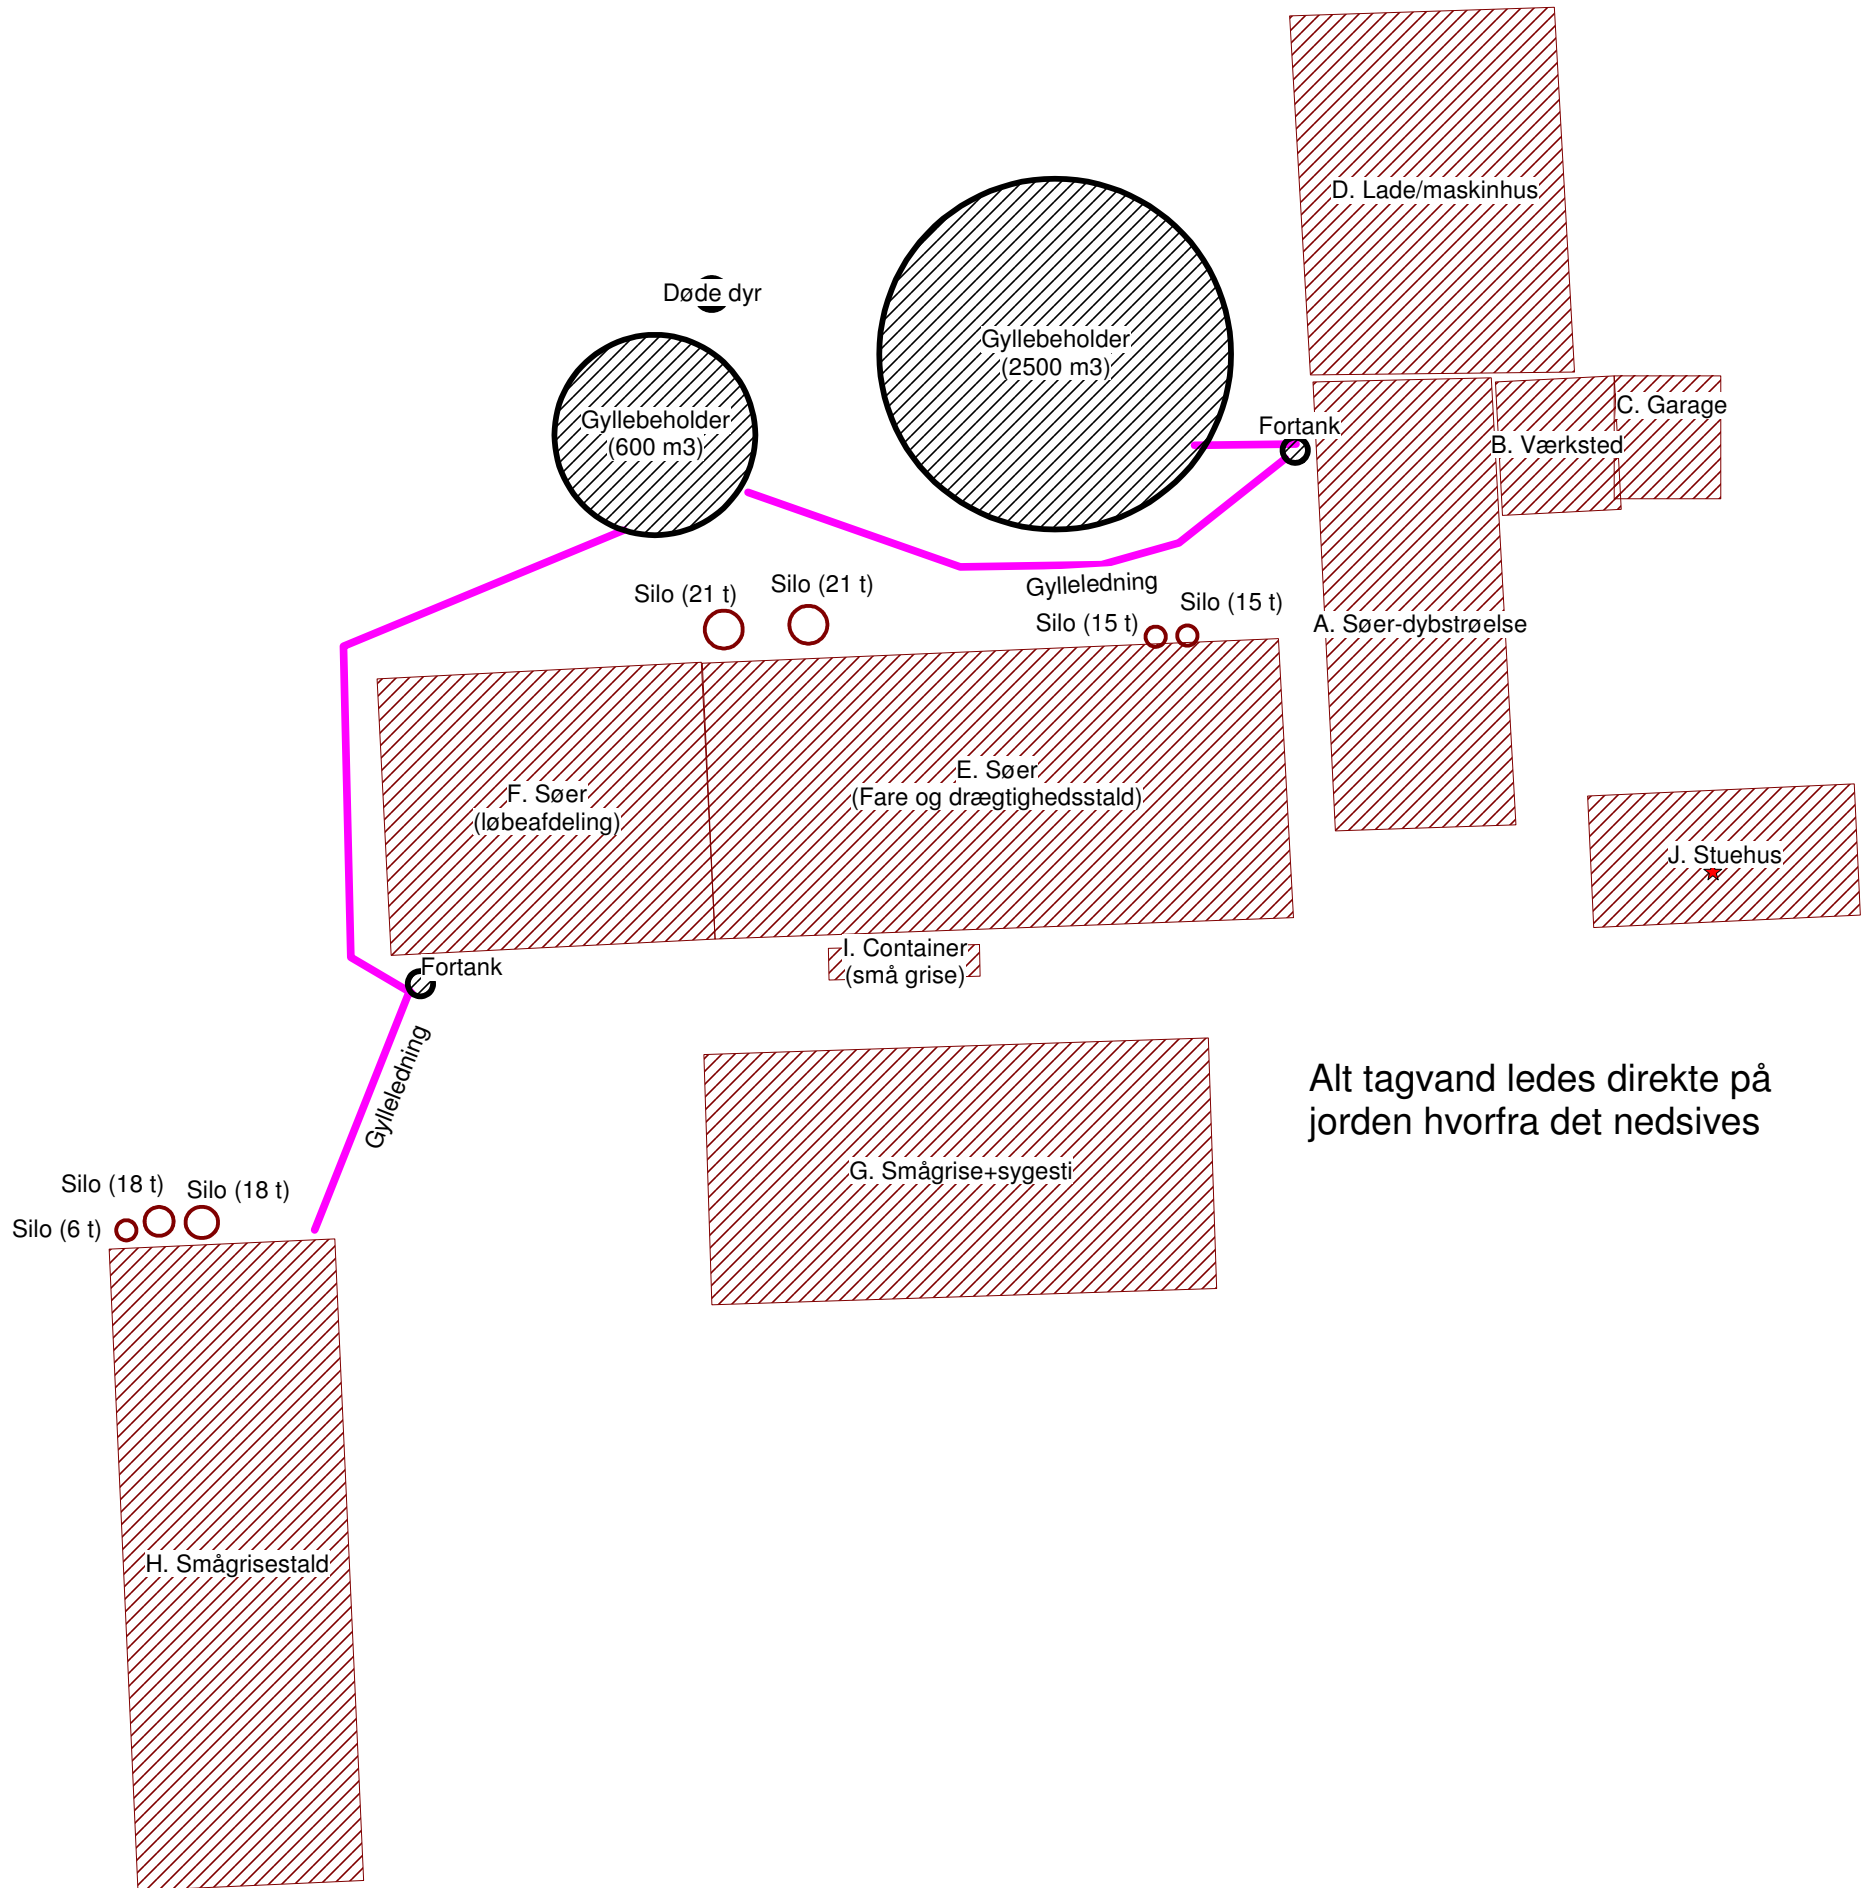 D. Lade/maskinhus
Døde dyr
Gyllebeholder
(2500 m3)
Gyllebeholder
(600 m3)
Fortank
C. Garage
B. Værksted
Gylleledning
Silo (21 t)
Silo (21 t)
Silo (15 t)
Silo (15 t)
A. Søer-dybstrøelse
E. Søer
(Fare og drægtighedsstald)
F. Søer
(løbeafdeling)
J. Stuehus
I. Container
(små grise)
Fortank
Gylleledning
Alt tagvand ledes direkte på
jorden hvorfra det nedsives
G. Smågrise+sygesti
Silo (18 t)
Silo (18 t)
Silo (6 t)
H. Smågrisestald